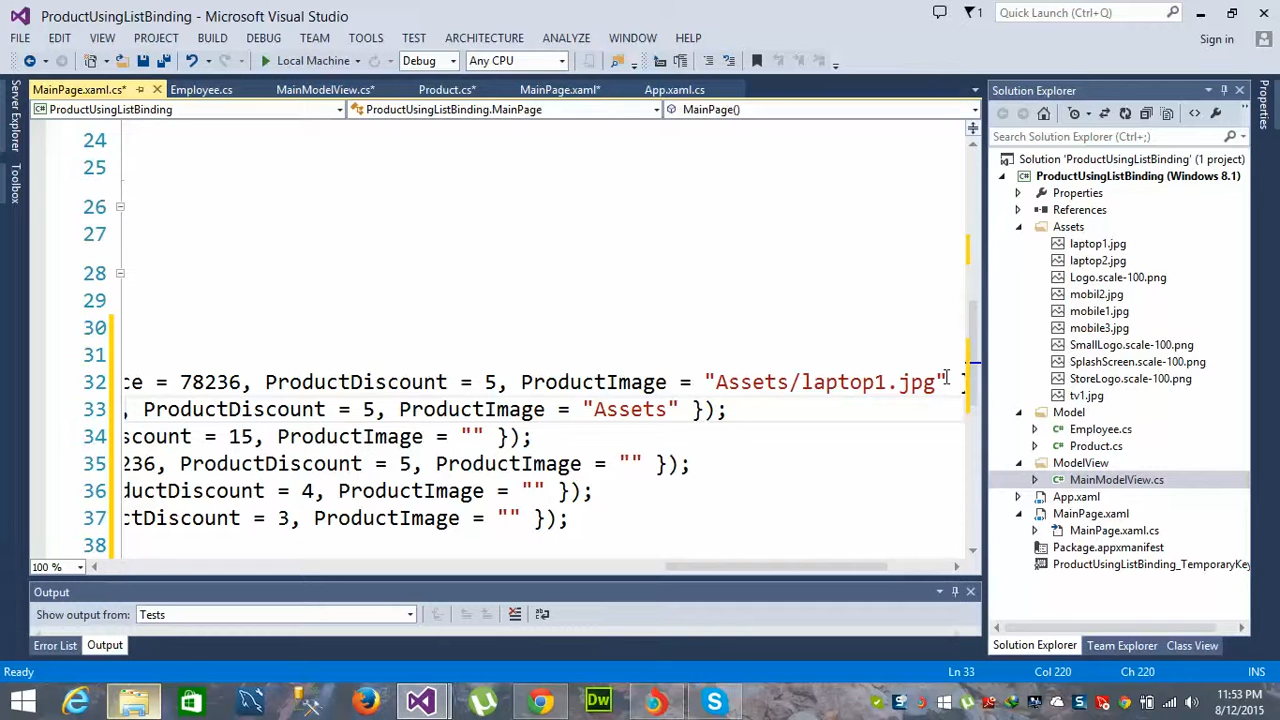 ProductUsingListBinding - Microsoft Visual Studio
1
Quick Launch (Ctrl+Q)
FILE EDIT VIEW PROJECT BUILD DEBUG TEAM TOOLS TEST ARCHITECTURE ANALYZE WINDOW HELP
Sign in
Local Machine Debug Any CPU
MainPage.xaml.cs* Employee.cs MainModelView.cs* Product.cs* MainPage.xaml* App.xaml.cs
ProductUsingListBinding ProductUsingListBinding.MainPage MainPage()
Server Explorer
Toolbox
24
25
26
27
28
29
30
31
32 ce = 78236, ProductDiscount = 5, ProductImage = "Assets/laptop1.jpg" }
33 , ProductDiscount = 5, ProductImage = "Assets" });
34 scount = 15, ProductImage = "" });
35 236, ProductDiscount = 5, ProductImage = "" });
36 ductDiscount = 4, ProductImage = "" });
37 ctDiscount = 3, ProductImage = "" });
38
100 %
Output
Show output from: Tests
Error List Output
Solution Explorer
Search Solution Explorer (Ctrl+;)
Solution 'ProductUsingListBinding' (1 project)
ProductUsingListBinding (Windows 8.1)
Properties
References
Assets
laptop1.jpg
laptop2.jpg
Logo.scale-100.png
mobil2.jpg
mobile1.jpg
mobile3.jpg
SmallLogo.scale-100.png
SplashScreen.scale-100.png
StoreLogo.scale-100.png
tv1.jpg
Model
Employee.cs
Product.cs
ModelView
MainModelView.cs
App.xaml
MainPage.xaml
MainPage.xaml.cs
Package.appxmanifest
ProductUsingListBinding_TemporaryKey
Solution Explorer Team Explorer Class View
Properties
Ready Ln 33 Col 220 Ch 220 INS
Dw
11:53 PM
8/12/2015